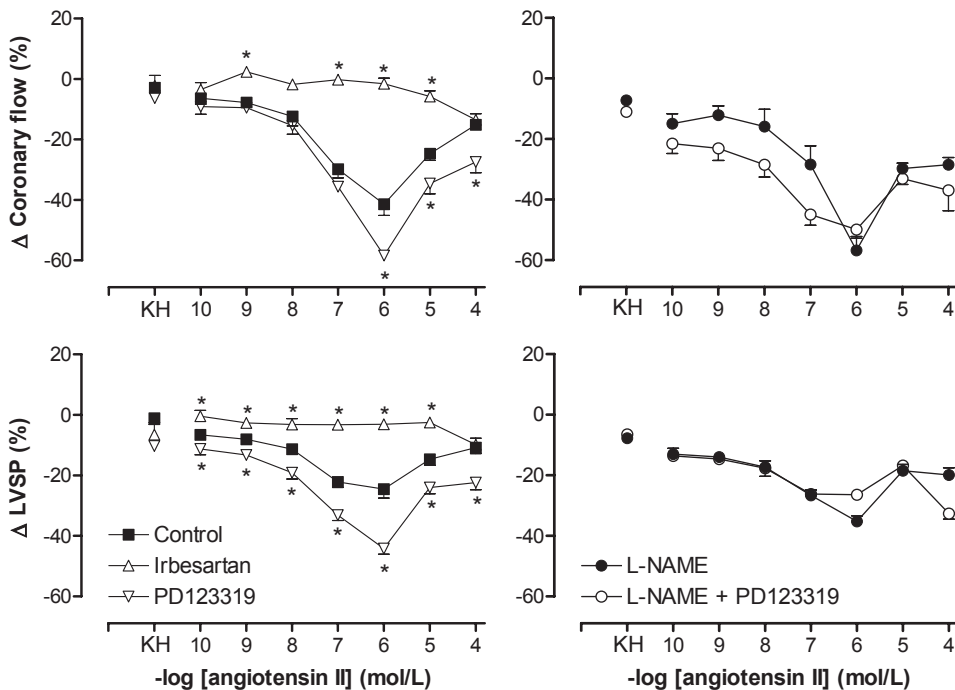 20
0
-20
-40
-60
Δ Coronary flow (%)
* * * * *
* * *
KH 10 9 8 7 6 5 4
20
0
-20
-40
-60
KH 10 9 8 7 6 5 4
20
0
-20
-40
-60
Δ LVSP (%)
* * * * * *
* * * * * * *
Control
Irbesartan
PD123319
KH 10 9 8 7 6 5 4
-log [angiotensin II] (mol/L)
20
0
-20
-40
-60
L-NAME
L-NAME + PD123319
KH 10 9 8 7 6 5 4
-log [angiotensin II] (mol/L)